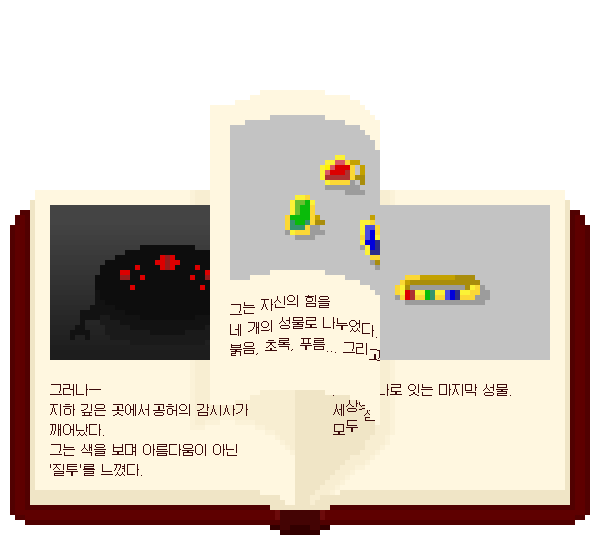 그러나ㅡ
지하 깊은 곳에서 공허의 감시자가
깨어났다.
그는 색을 보며 아름다움이 아닌
'질투'를 느꼈다.
그는 자신의 힘을
네 개의 성물로 나누었다.
붉음, 초록, 푸름... 그리고
나로 잇는 마지막 성물.
세상
모두